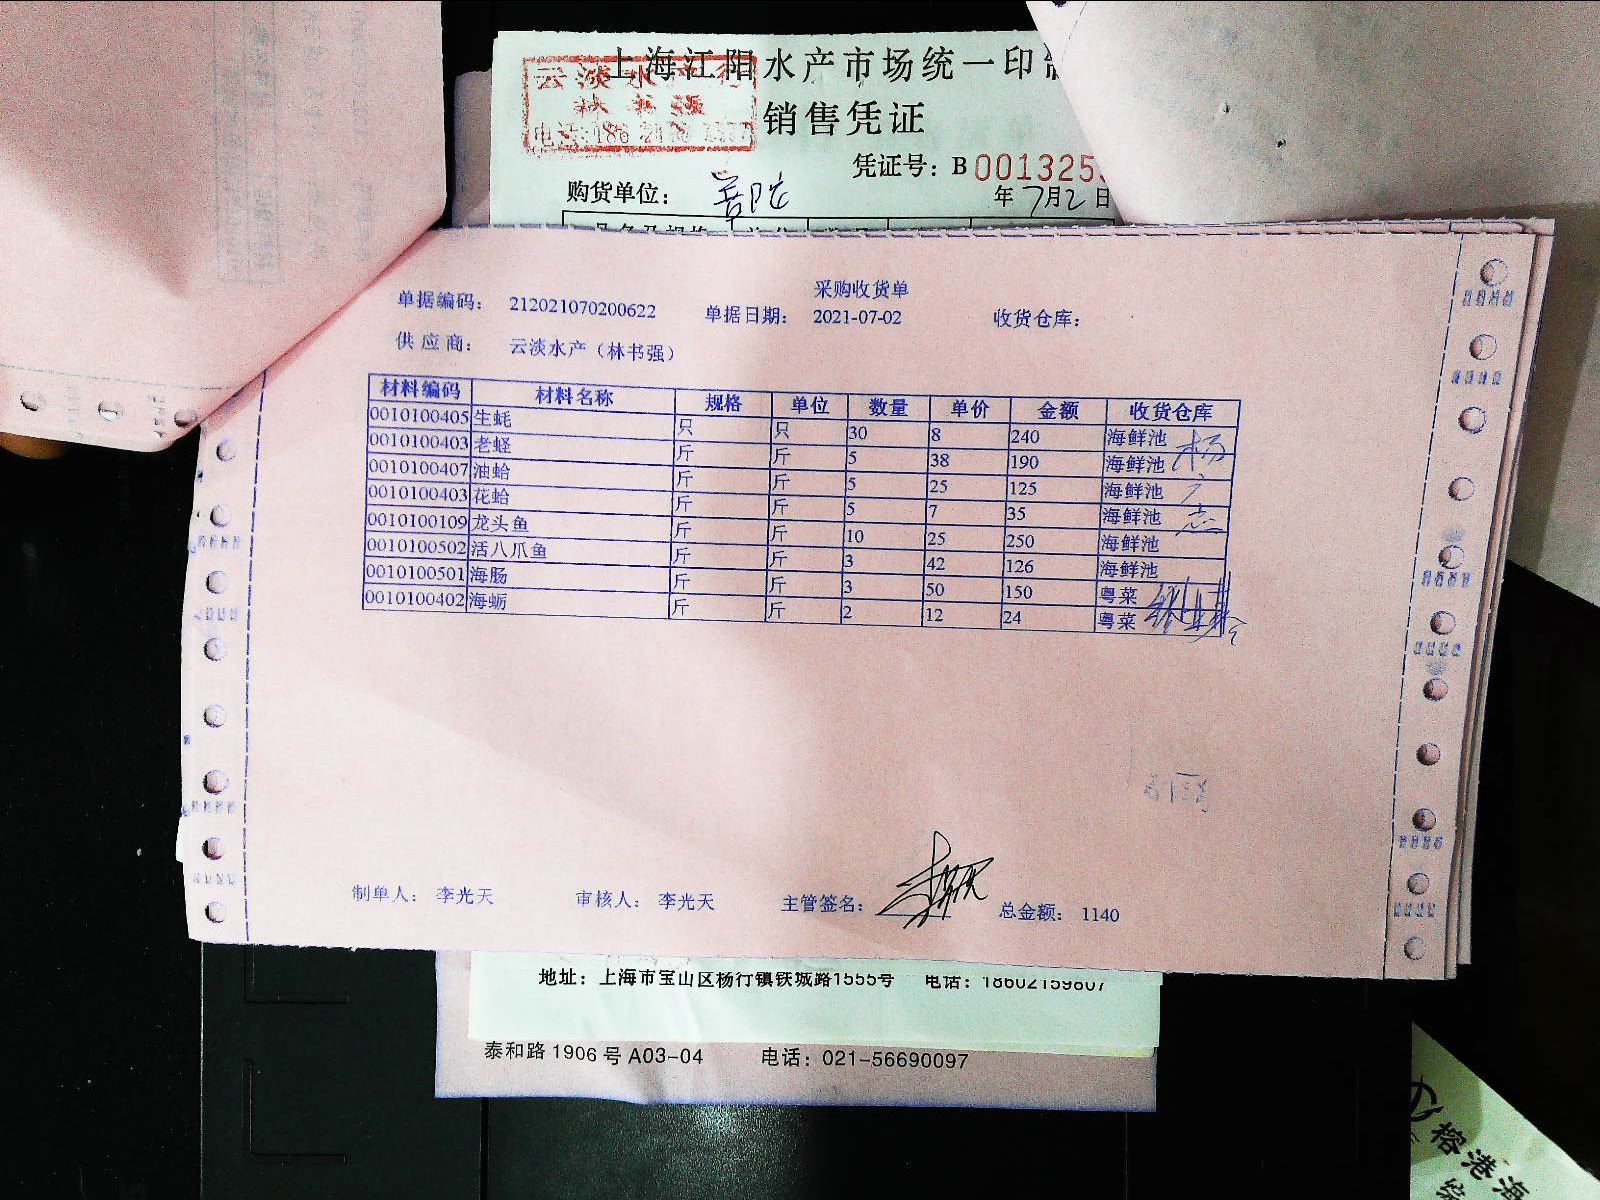 上海江阳水产市场统一印
销售凭证
凭证号：B 001325
购货单位：
年 7月2日
采购收货单
单据编码： 212021070200622 单据日期： 2021-07-02 收货仓库：
供应商： 云淡水产（林书强）
材料编码 材料名称 规格 单位 数量 单价 金额 收货仓库
0010100405 生蚝 只 只 30 8 240 海鲜池
0010100403 老蛏 斤 斤 5 38 190 海鲜池
0010100407 油蛤 斤 斤 5 25 125 海鲜池
0010100403 花蛤 斤 斤 5 7 35 海鲜池
0010100109 龙头鱼 斤 斤 10 25 250 海鲜池
0010100502 活八爪鱼 斤 斤 3 42 126 海鲜池
0010100501 海肠 斤 斤 3 50 150 粤菜
0010100402 海蛎 斤 斤 2 12 24 粤菜
制单人： 李光天 审核人： 李光天 主管签名： 总金额： 1140
地址：上海市宝山区杨行镇铁城路1555号 电话：18602159807
泰和路1906号A03-04 电话：021-56690097
榕港海